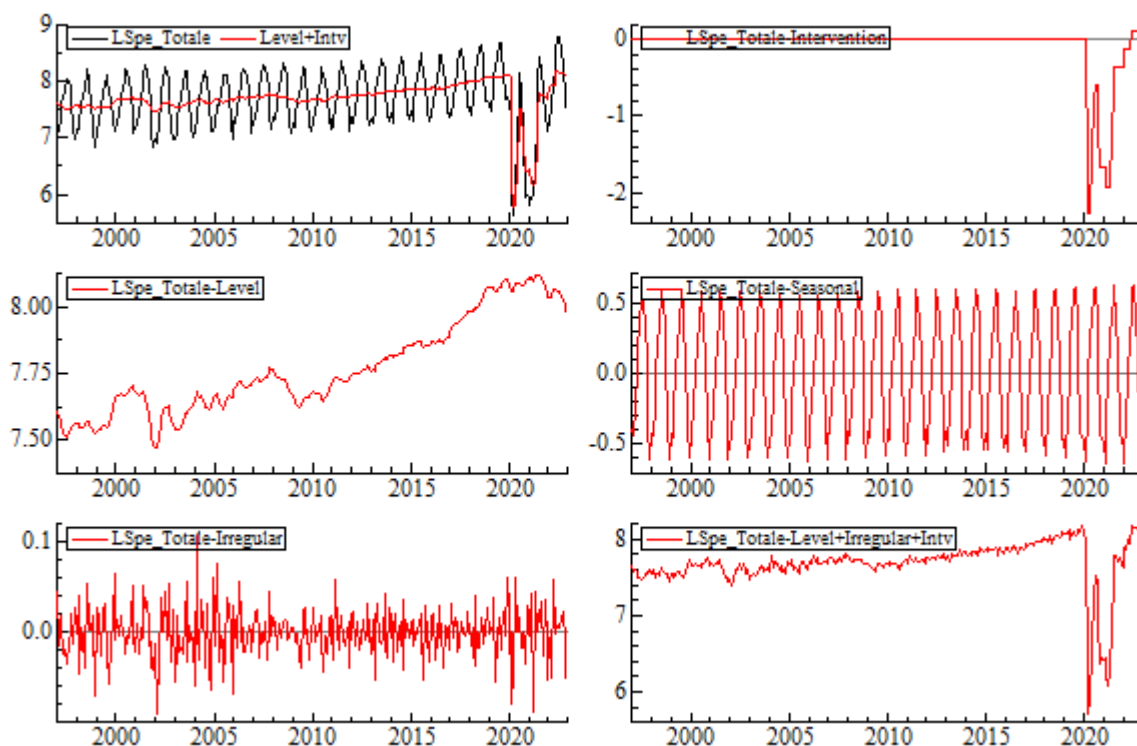 9
8
7
6
LSpe_Totale
Level+Intv
2000 2005 2010 2015 2020
0
-1
-2
LSpe_Totale-Intervention
2000 2005 2010 2015 2020
8.00
7.75
7.50
LSpe_Totale-Level
2000 2005 2010 2015 2020
0.5
0.0
-0.5
LSpe_Totale-Seasonal
2000 2005 2010 2015 2020
0.1
0.0
LSpe_Totale-Irregular
2000 2005 2010 2015 2020
8
7
6
LSpe_Totale-Level+Irregular+Intv
2000 2005 2010 2015 2020